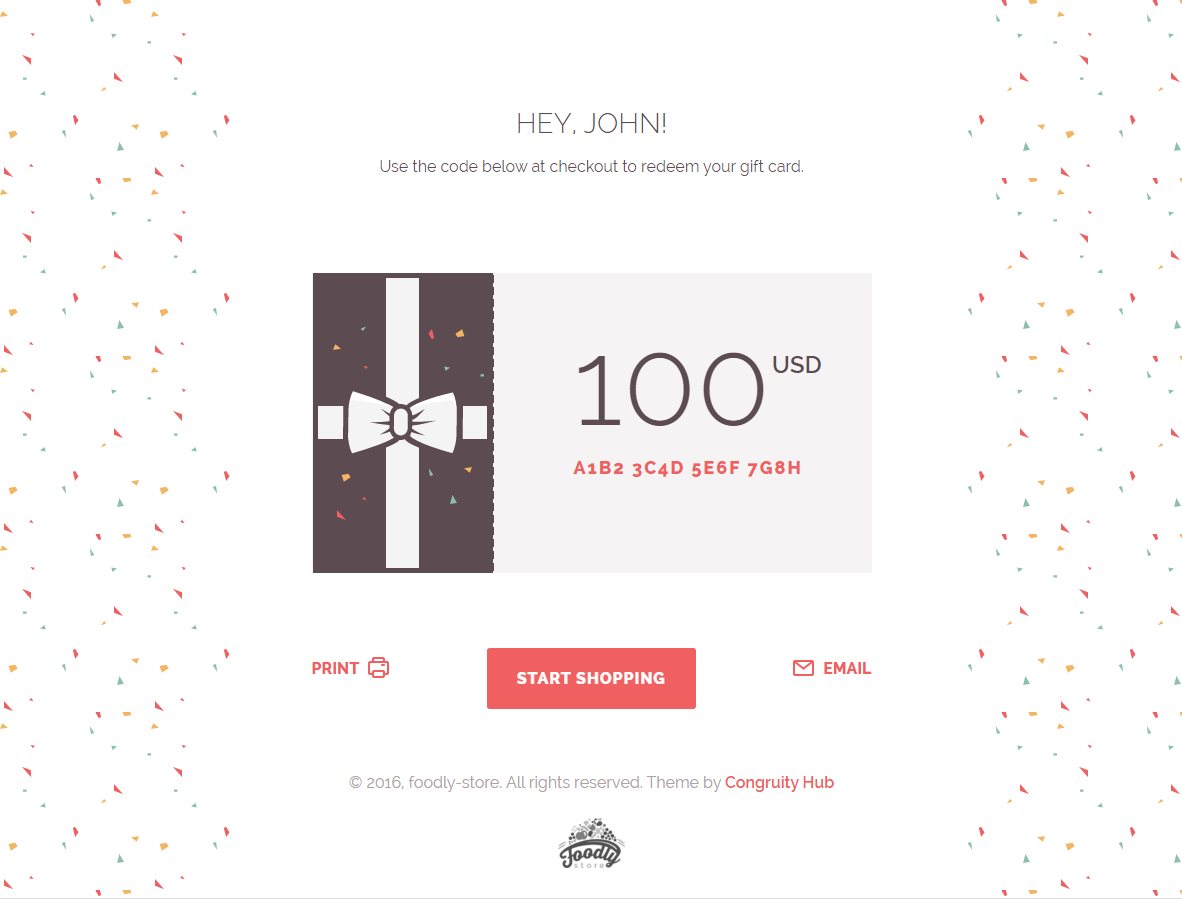 HEY, JOHN!
Use the code below at checkout to redeem your gift card.
100 USD
A1B2 3C4D 5E6F 7G8H
PRINT
START SHOPPING
EMAIL
© 2016, foodly-store. All rights reserved. Theme by Congruity Hub
Foodly
store